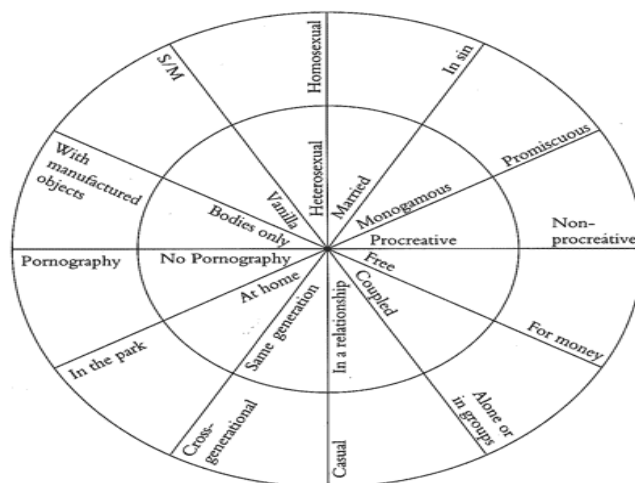 S/M
Homosexual
In sin
Promiscuous
Non-
procreative
For money
Alone or
in groups
Casual
Cross-
generational
In the park
Pornography
With
manufactured
objects
Vanilla
Heterosexual
Married
Monogamous
Procreative
Free
Coupled
In a relationship
Same generation
At home
No Pornography
Bodies only